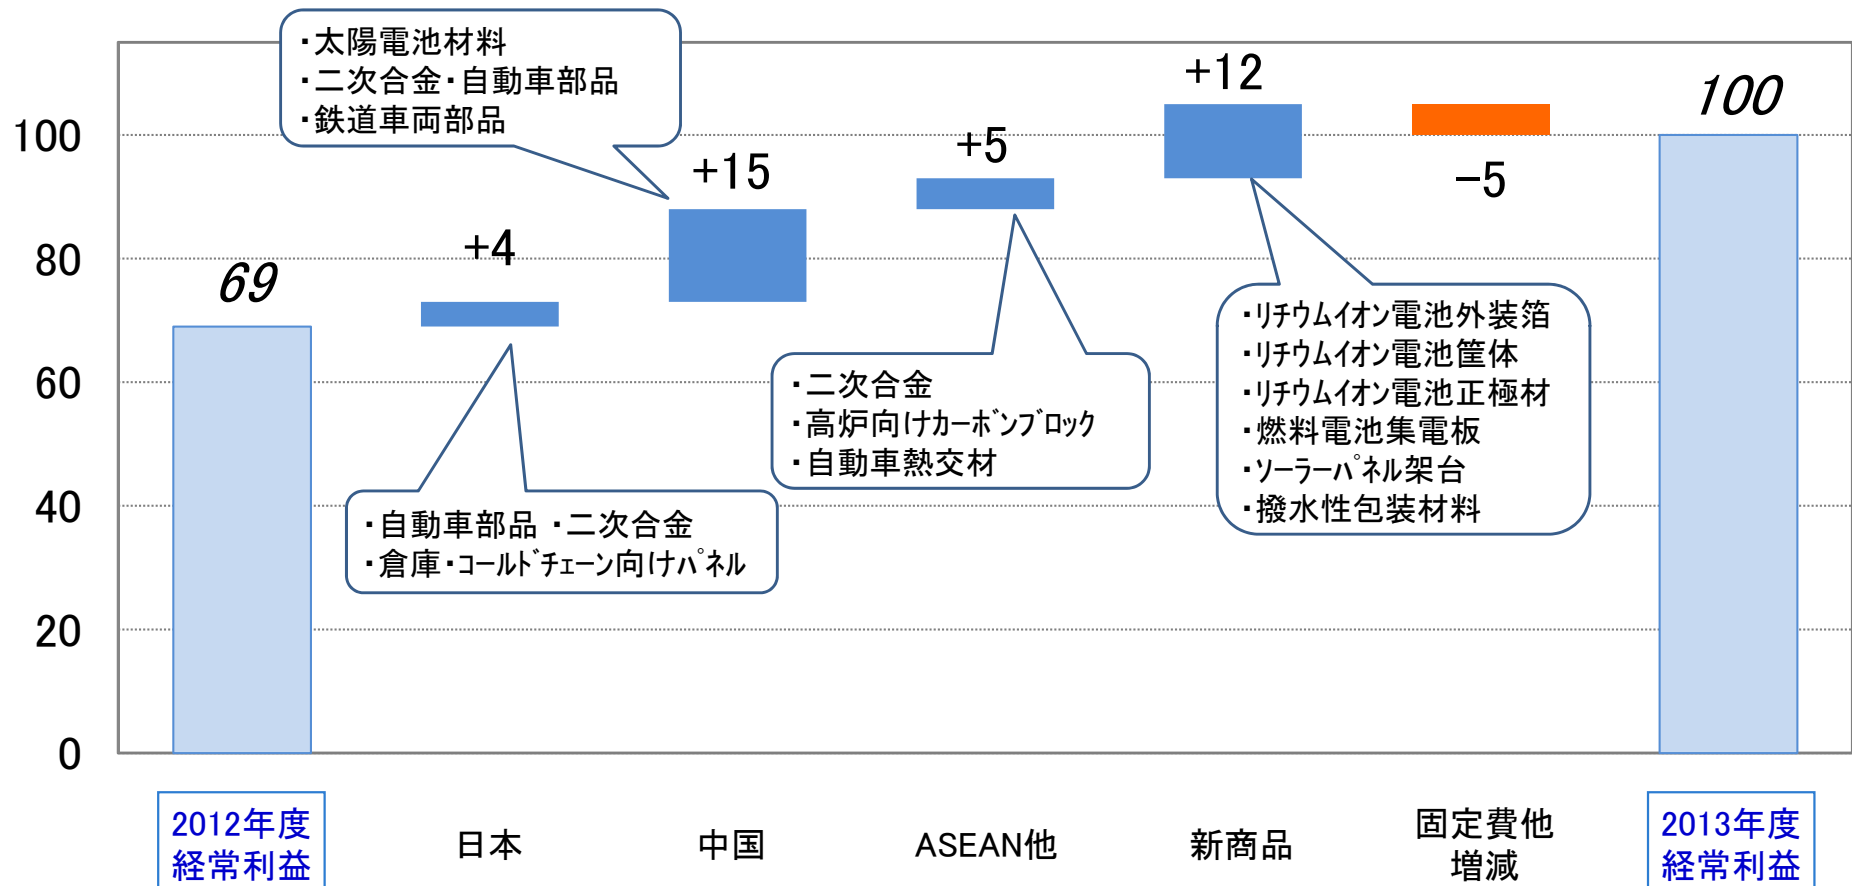 ・太陽電池材料
・二次合金・自動車部品
・鉄道車両部品
+12
100
100
+5
+15
−5
+4
80
69
・リチウムイオン電池外装箔
・リチウムイオン電池筐体
・リチウムイオン電池正極材
・燃料電池集電板
・ソーラーパネル架台
・撥水性包装材料
60
・二次合金
・高炉向けカーボンブロック
・自動車熱交材
40
・自動車部品 ・二次合金
・倉庫・コールドチェーン向けパネル
20
0
2012年度
経常利益
日本
中国
ASEAN他
新商品
固定費他
増減
2013年度
経常利益